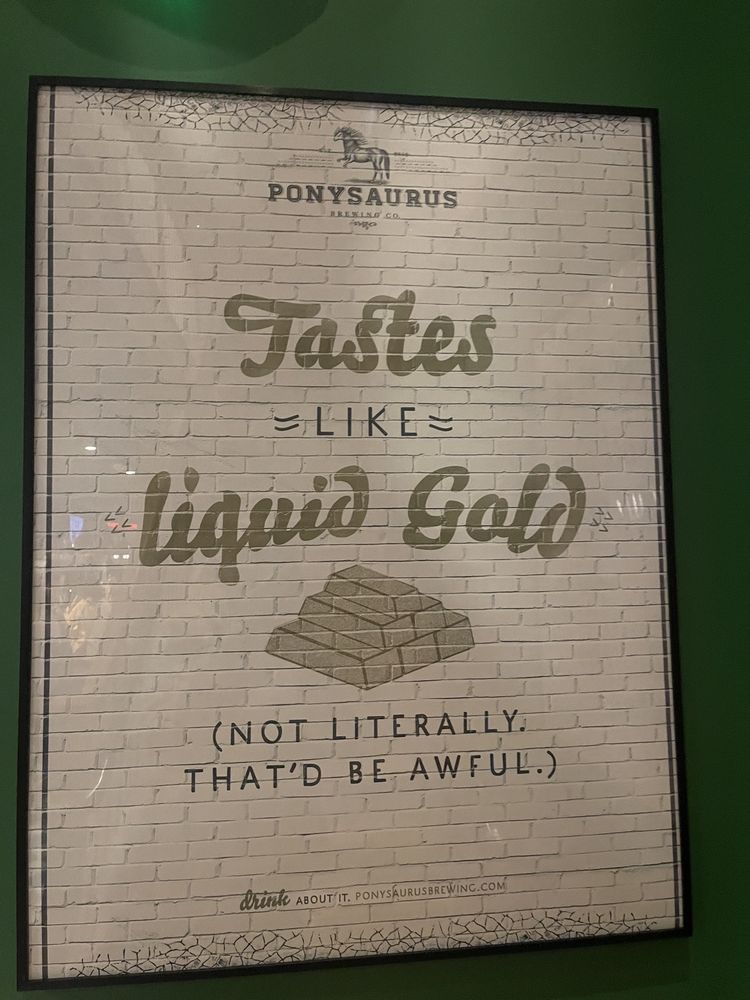 PONYSAURUS
BREWING CO.
Tastes
LIKE
liquid Gold
(NOT LITERALLY.
THAT'D BE AWFUL.)
drink ABOUT IT. PONYSAURUSBREWING.COM